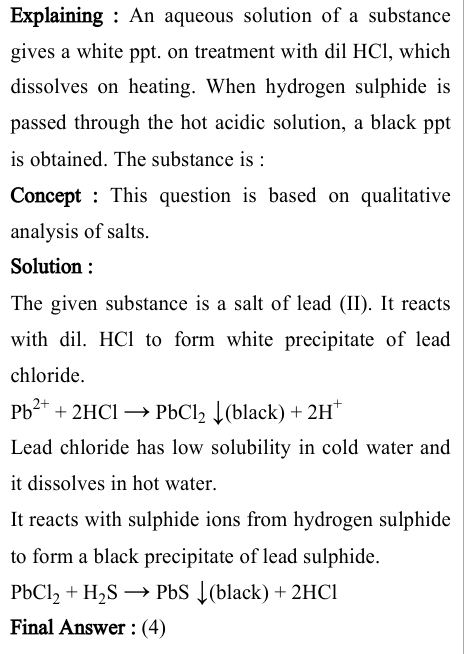 Explaining : An aqueous solution of a substance
gives a white ppt. on treatment with dil HCl, which
dissolves on heating. When hydrogen sulphide is
passed through the hot acidic solution, a black ppt
is obtained. The substance is :
Concept : This question is based on qualitative
analysis of salts.
Solution :
The given substance is a salt of lead (II). It reacts
with dil. HCl to form white precipitate of lead
chloride.
Pb²⁺ + 2HCl ⟶ PbCl₂ ↓(black) + 2H⁺
Lead chloride has low solubility in cold water and
it dissolves in hot water.
It reacts with sulphide ions from hydrogen sulphide
to form a black precipitate of lead sulphide.
PbCl₂ + H₂S ⟶ PbS ↓(black) + 2HCl
Final Answer : (4)